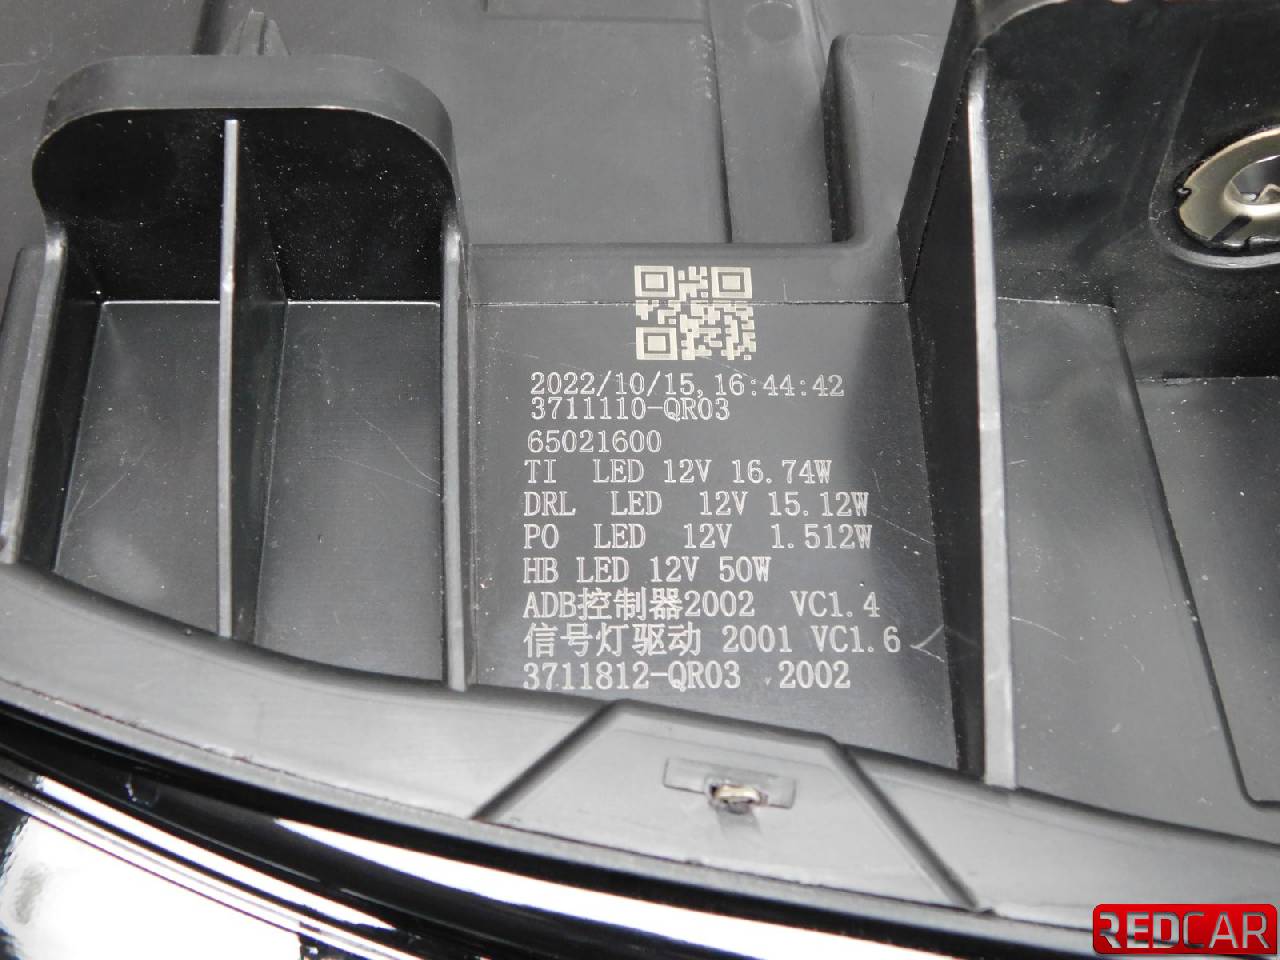 2022/10/15,16:44:42
3711110-QR03
65021600
TI LED 12V 16.74W
DRL LED 12V 15.12W
PO LED 12V 1.512W
HB LED 12V 50W
ADB控制器2002 VC1.4
信号灯驱动 2001 VC1.6
3711812-QR03 2002
REDCAR